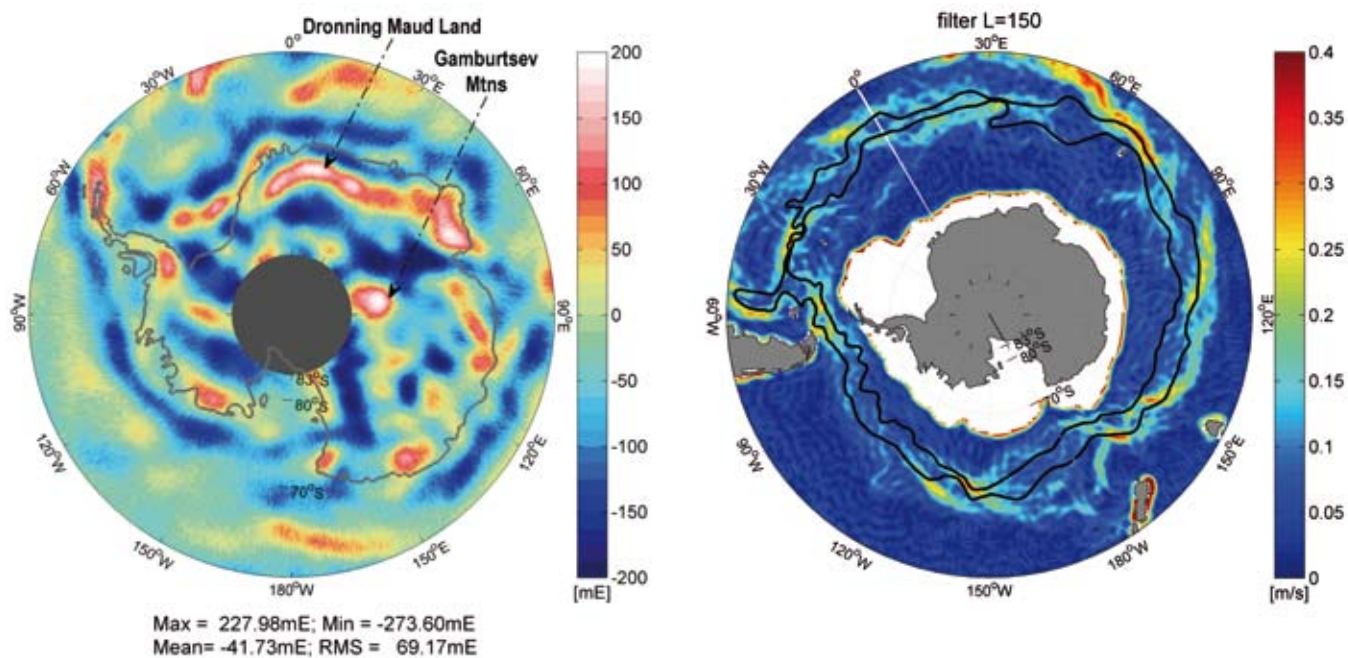 Dronning Maud Land
Gamburtsev
Mtns
0°
30°E
60°E
90°E
120°E
150°E
180°W
150°W
120°W
90°W
60°W
30°W
83°S
80°S
70°S
200
150
100
50
0
-50
-100
-150
-200
[mE]
Max = 227.98mE; Min = -273.60mE
Mean= -41.73mE; RMS = 69.17mE
filter L=150
30°E
60°E
90°E
120°E
150°E
180°W
150°W
120°W
90°W
60°W
30°W
0°
85°S
80°S
70°S
0.4
0.35
0.3
0.25
0.2
0.15
0.1
0.05
0
[m/s]